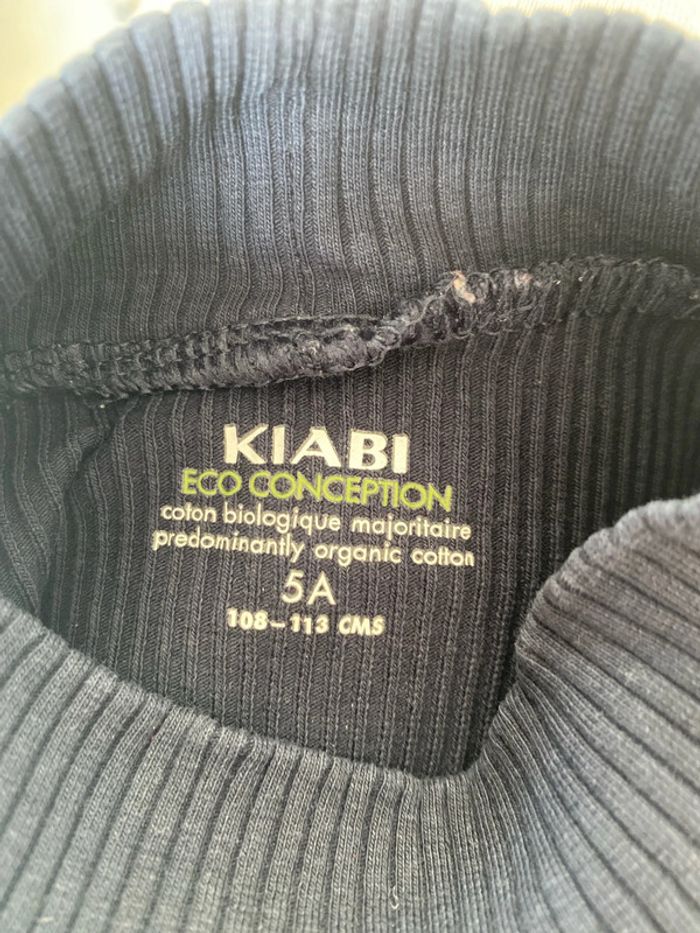 KIABI
ECO CONCEPTION
coton biologique majoritaire
predominantly organic cotton
5A
108-113 CMS